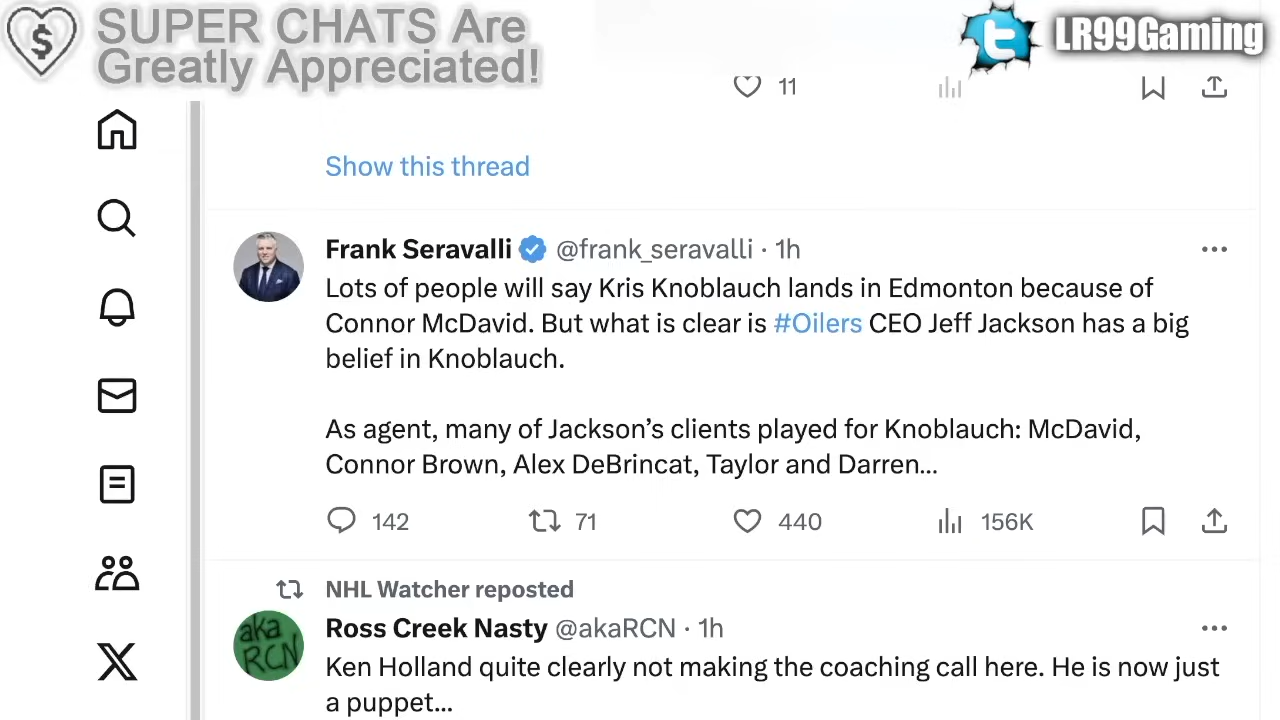 SUPER CHATS Are
Greatly Appreciated!
LR99Gaming
11
Show this thread
Frank Seravalli @frank_seravalli · 1h
Lots of people will say Kris Knoblauch lands in Edmonton because of
Connor McDavid. But what is clear is #Oilers CEO Jeff Jackson has a big
belief in Knoblauch.
As agent, many of Jackson’s clients played for Knoblauch: McDavid,
Connor Brown, Alex DeBrincat, Taylor and Darren...
142 71 440 156K
NHL Watcher reposted
aka
RCN
Ross Creek Nasty @akaRCN · 1h
Ken Holland quite clearly not making the coaching call here. He is now just
a puppet...